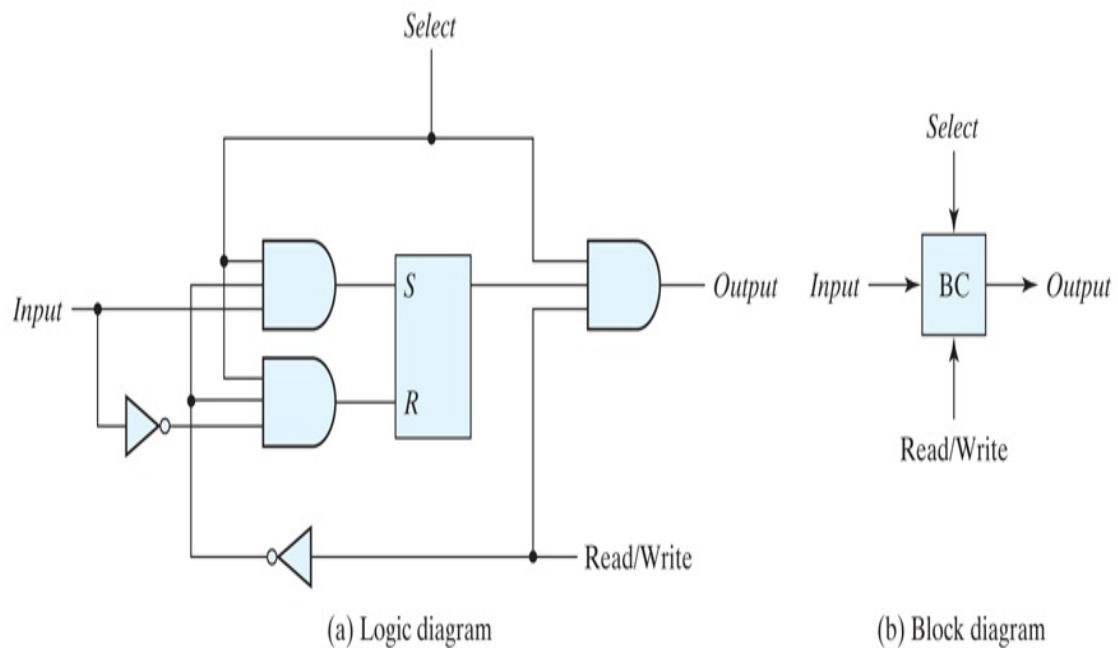 Select
Input
S
R
Output
Read/Write
(a) Logic diagram
Select
Input
BC
Output
Read/Write
(b) Block diagram